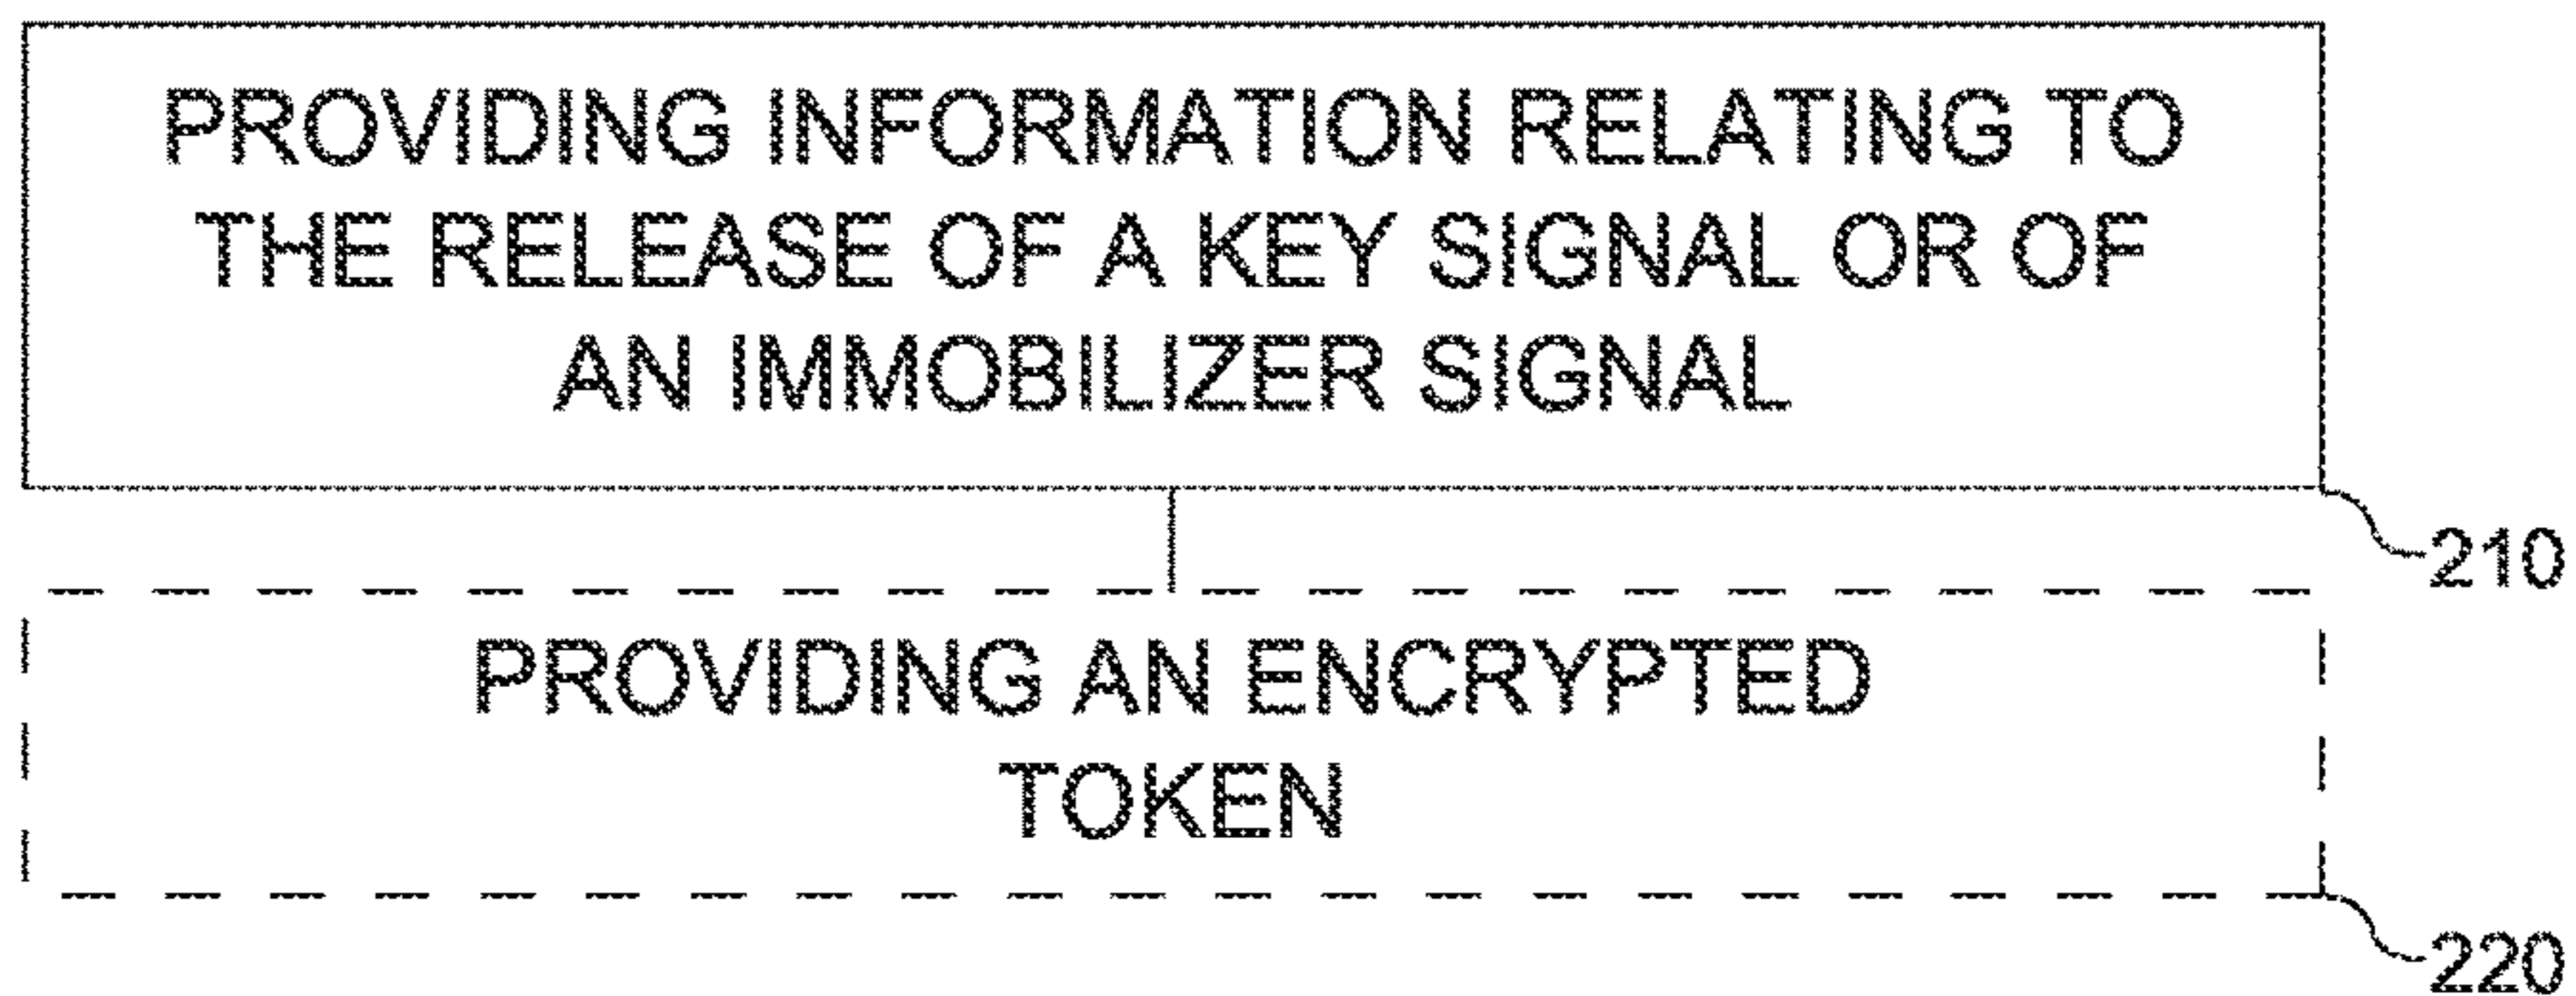 PROVIDING INFORMATION RELATING TO
THE RELEASE OF A KEY SIGNAL OR OF
AN IMMOBILIZER SIGNAL
210
PROVIDING AN ENCRYPTED
TOKEN
220